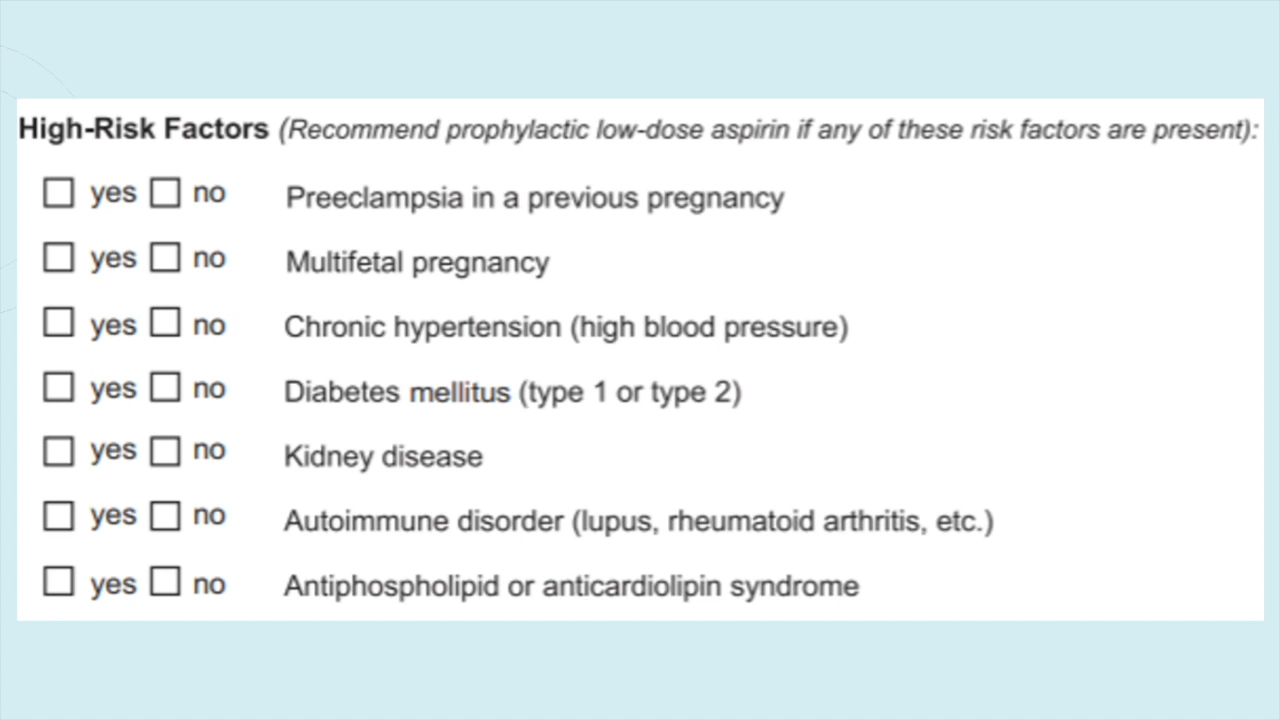 High-Risk Factors (Recommend prophylactic low-dose aspirin if any of these risk factors are present):
☐ yes ☐ no Preeclampsia in a previous pregnancy
☐ yes ☐ no Multifetal pregnancy
☐ yes ☐ no Chronic hypertension (high blood pressure)
☐ yes ☐ no Diabetes mellitus (type 1 or type 2)
☐ yes ☐ no Kidney disease
☐ yes ☐ no Autoimmune disorder (lupus, rheumatoid arthritis, etc.)
☐ yes ☐ no Antiphospholipid or anticardiolipin syndrome